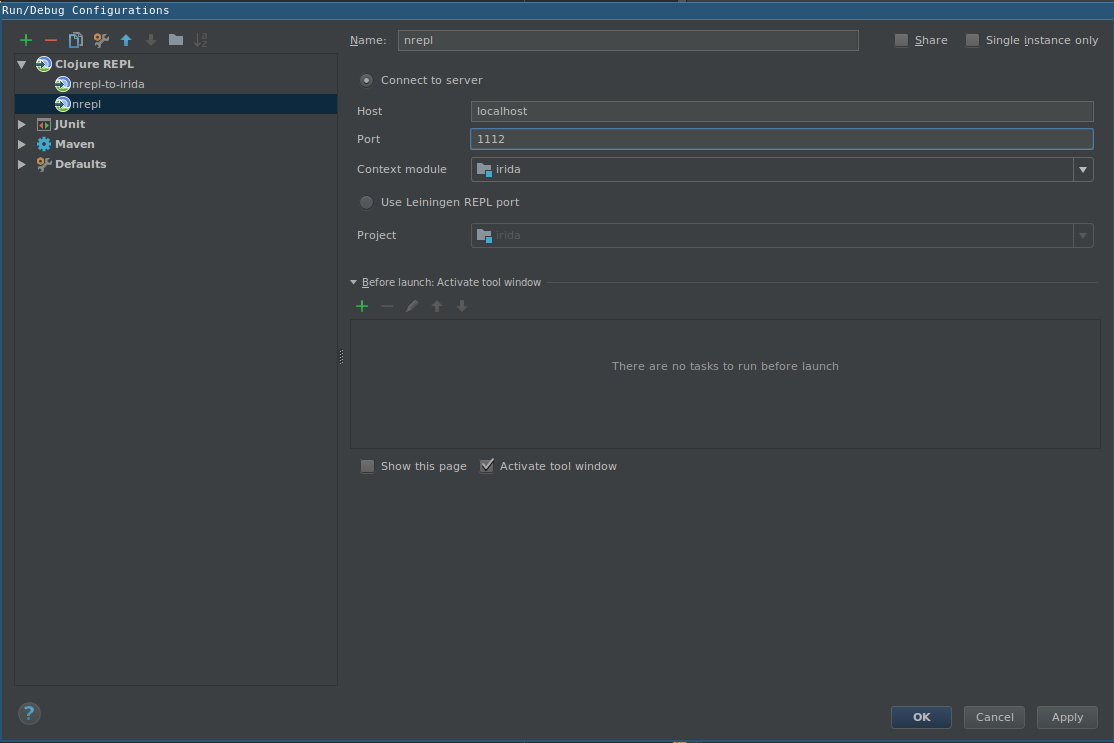 Run/Debug Configurations
Name: nrepl Share Single instance only
Clojure REPL
nrepl-to-irida
nrepl
JUnit
Maven
Defaults
Connect to server
Host localhost
Port 1112
Context module irida
Use Leiningen REPL port
Project irida
Before launch: Activate tool window
There are no tasks to run before launch
Show this page Activate tool window
? OK Cancel Apply